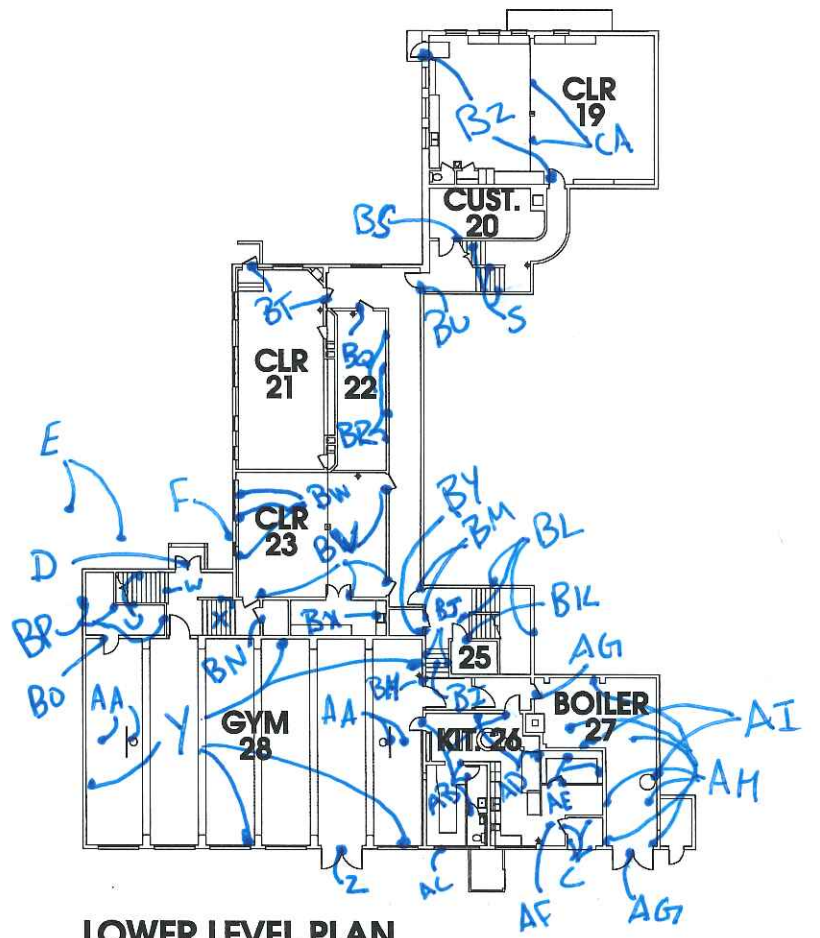 CLR
19
BZ
CA
CUST.
20
BS
BT
BU
S
CLR
21
BQ
22
BR
E
F
BW
CLR
23
BV
BY
BM
BL
D
W
BJ
BK
BP
U
X
BX
BN
25
AG
BO
AA
Y
GYM
28
AA
BH
BI
KIT. 26
BOILER
27
AI
AH
AB
AD
AE
Z
AC
AF
C
AG
LOWER LEVEL PLAN